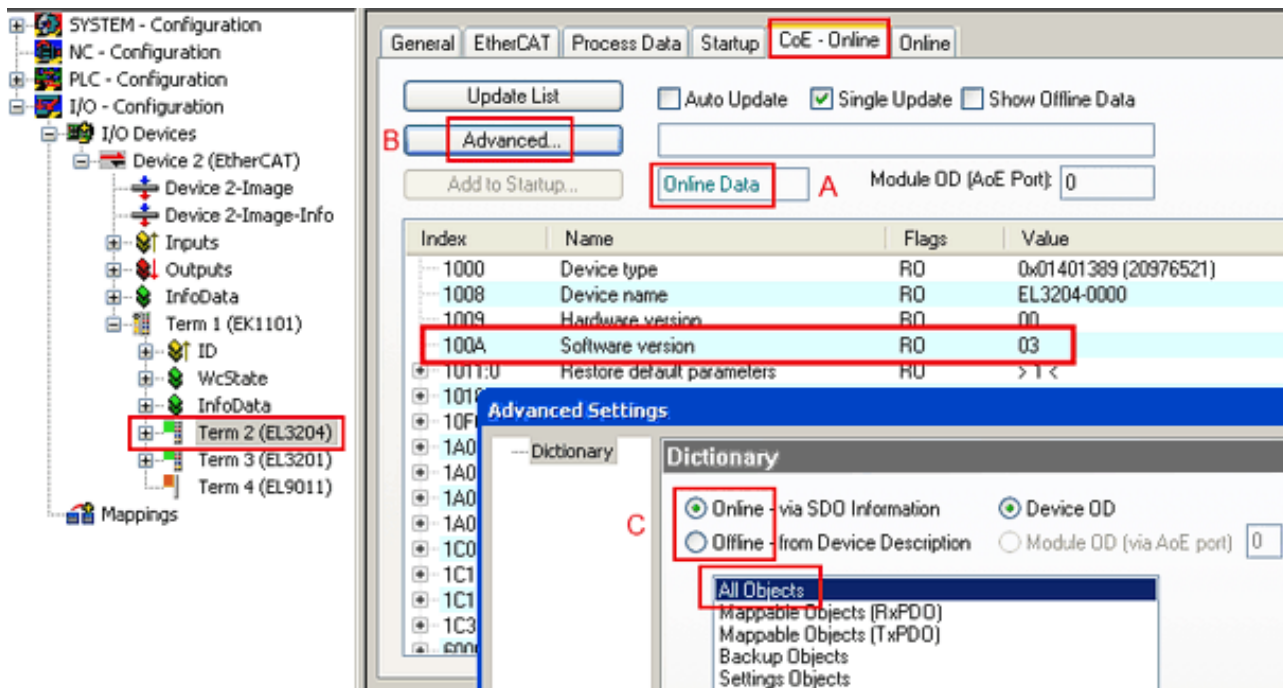 SYSTEM - Configuration
NC - Configuration
PLC - Configuration
I/O - Configuration
I/O Devices
Device 2 (EtherCAT)
Device 2-Image
Device 2-Image-Info
Inputs
Outputs
InfoData
Term 1 (EK1101)
ID
WcState
InfoData
Term 2 (EL3204)
Term 3 (EL3201)
Term 4 (EL9011)
Mappings
General EtherCAT Process Data Startup CoE - Online Online
Update List Auto Update Single Update Show Offline Data
B Advanced...
Add to Startup... Online Data A Module OD (AoE Port): 0
Index Name Flags Value
1000 Device type RO 0x01401389 (20976521)
1008 Device name RO EL3204-0000
1009 Hardware version RO 00
100A Software version RO 03
1011:0 Restore default parameters RO > 1 <
Advanced Settings
Dictionary
Dictionary
C
Online - via SDO Information Device OD
Offline - from Device Description Module OD (via AoE port) 0
All Objects
Mappable Objects (RxPDO)
Mappable Objects (TxPDO)
Backup Objects
Settings Objects